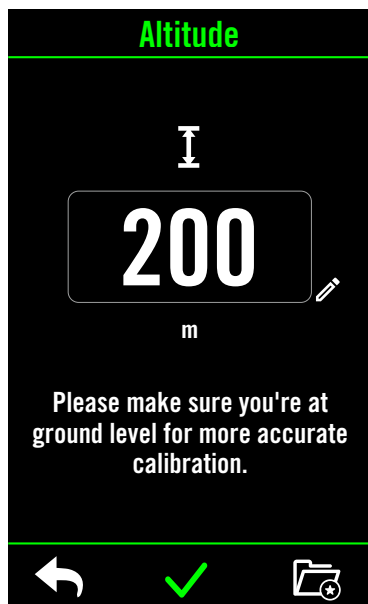 Altitude
200
m
Please make sure you're at
ground level for more accurate
calibration.